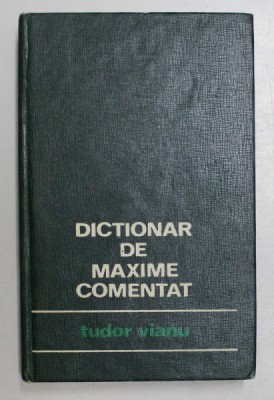 DICTIONAR
DE
MAXIME
COMENTAT
tudor vianu